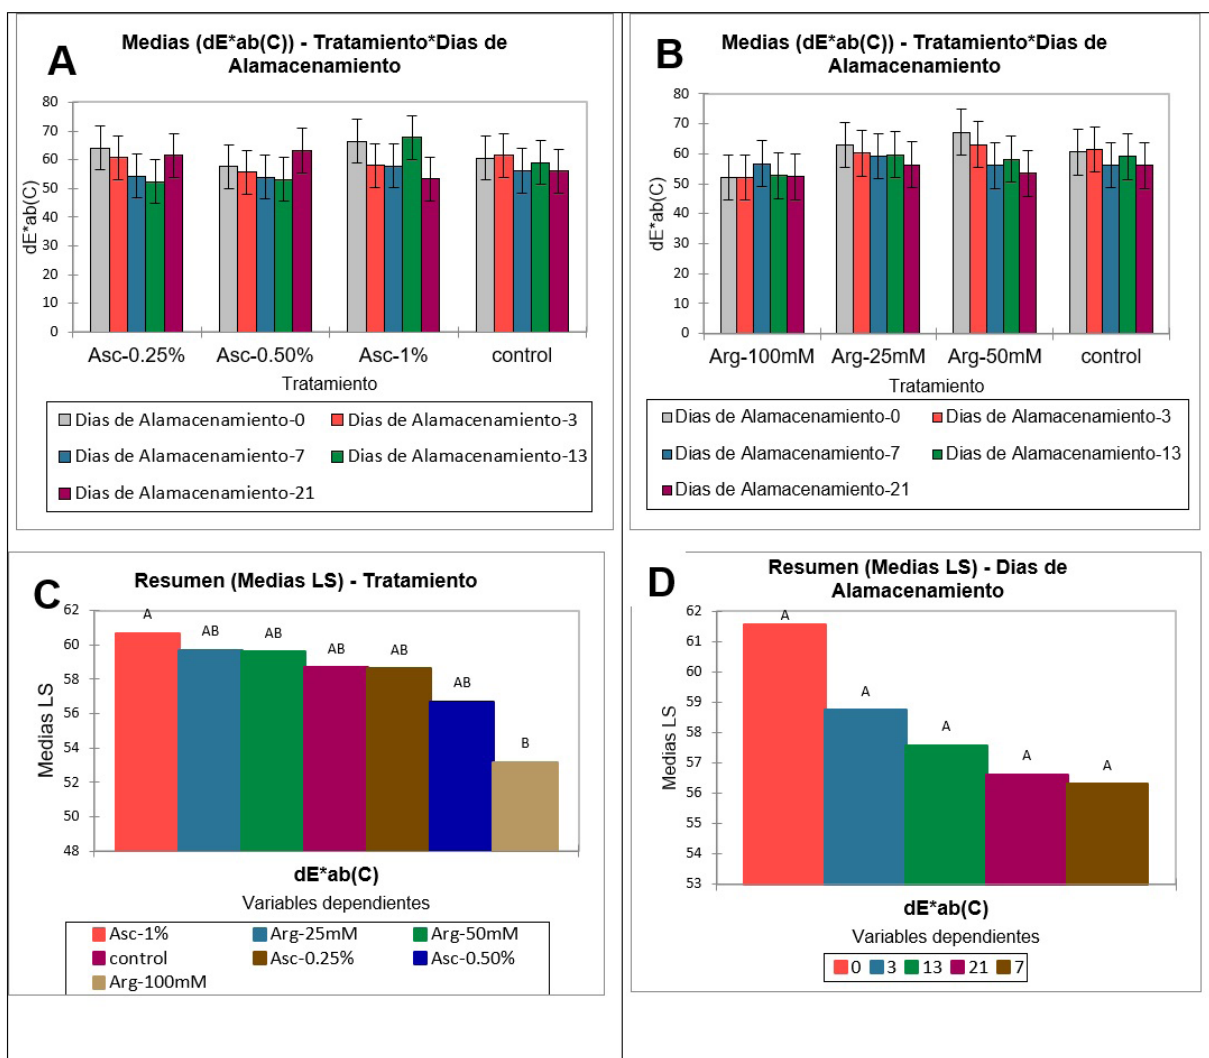 A
Medias (dE*ab(C)) - Tratamiento*Dias de
Alamacenamiento
80
70
60
50
40
30
20
10
0
dE*ab(C)
Asc-0.25%
Asc-0.50%
Asc-1%
control
Tratamiento
Dias de Alamacenamiento-0
Dias de Alamacenamiento-3
Dias de Alamacenamiento-7
Dias de Alamacenamiento-13
Dias de Alamacenamiento-21
B
Medias (dE*ab(C)) - Tratamiento*Dias de
Alamacenamiento
80
70
60
50
40
30
20
10
0
dE*ab(C)
Arg-100mM
Arg-25mM
Arg-50mM
control
Tratamiento
Dias de Alamacenamiento-0
Dias de Alamacenamiento-3
Dias de Alamacenamiento-7
Dias de Alamacenamiento-13
Dias de Alamacenamiento-21
C
Resumen (Medias LS) - Tratamiento
62
60
58
56
54
52
50
48
Medias LS
A
AB
AB
AB
AB
AB
B
dE*ab(C)
Variables dependientes
Asc-1%
Arg-25mM
Arg-50mM
control
Asc-0.25%
Asc-0.50%
Arg-100mM
D
Resumen (Medias LS) - Dias de
Alamacenamiento
62
61
60
59
58
57
56
55
54
53
Medias LS
A
A
A
A
A
dE*ab(C)
Variables dependientes
0
3
13
21
7